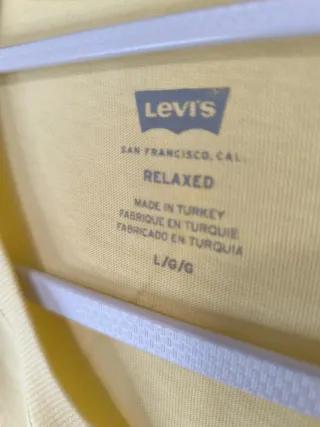 Levi's
SAN FRANCISCO, CAL.
RELAXED
MADE IN TURKEY
FABRIQUE EN TURQUIE
FABRICADO EN TURQUIA
L/G/G